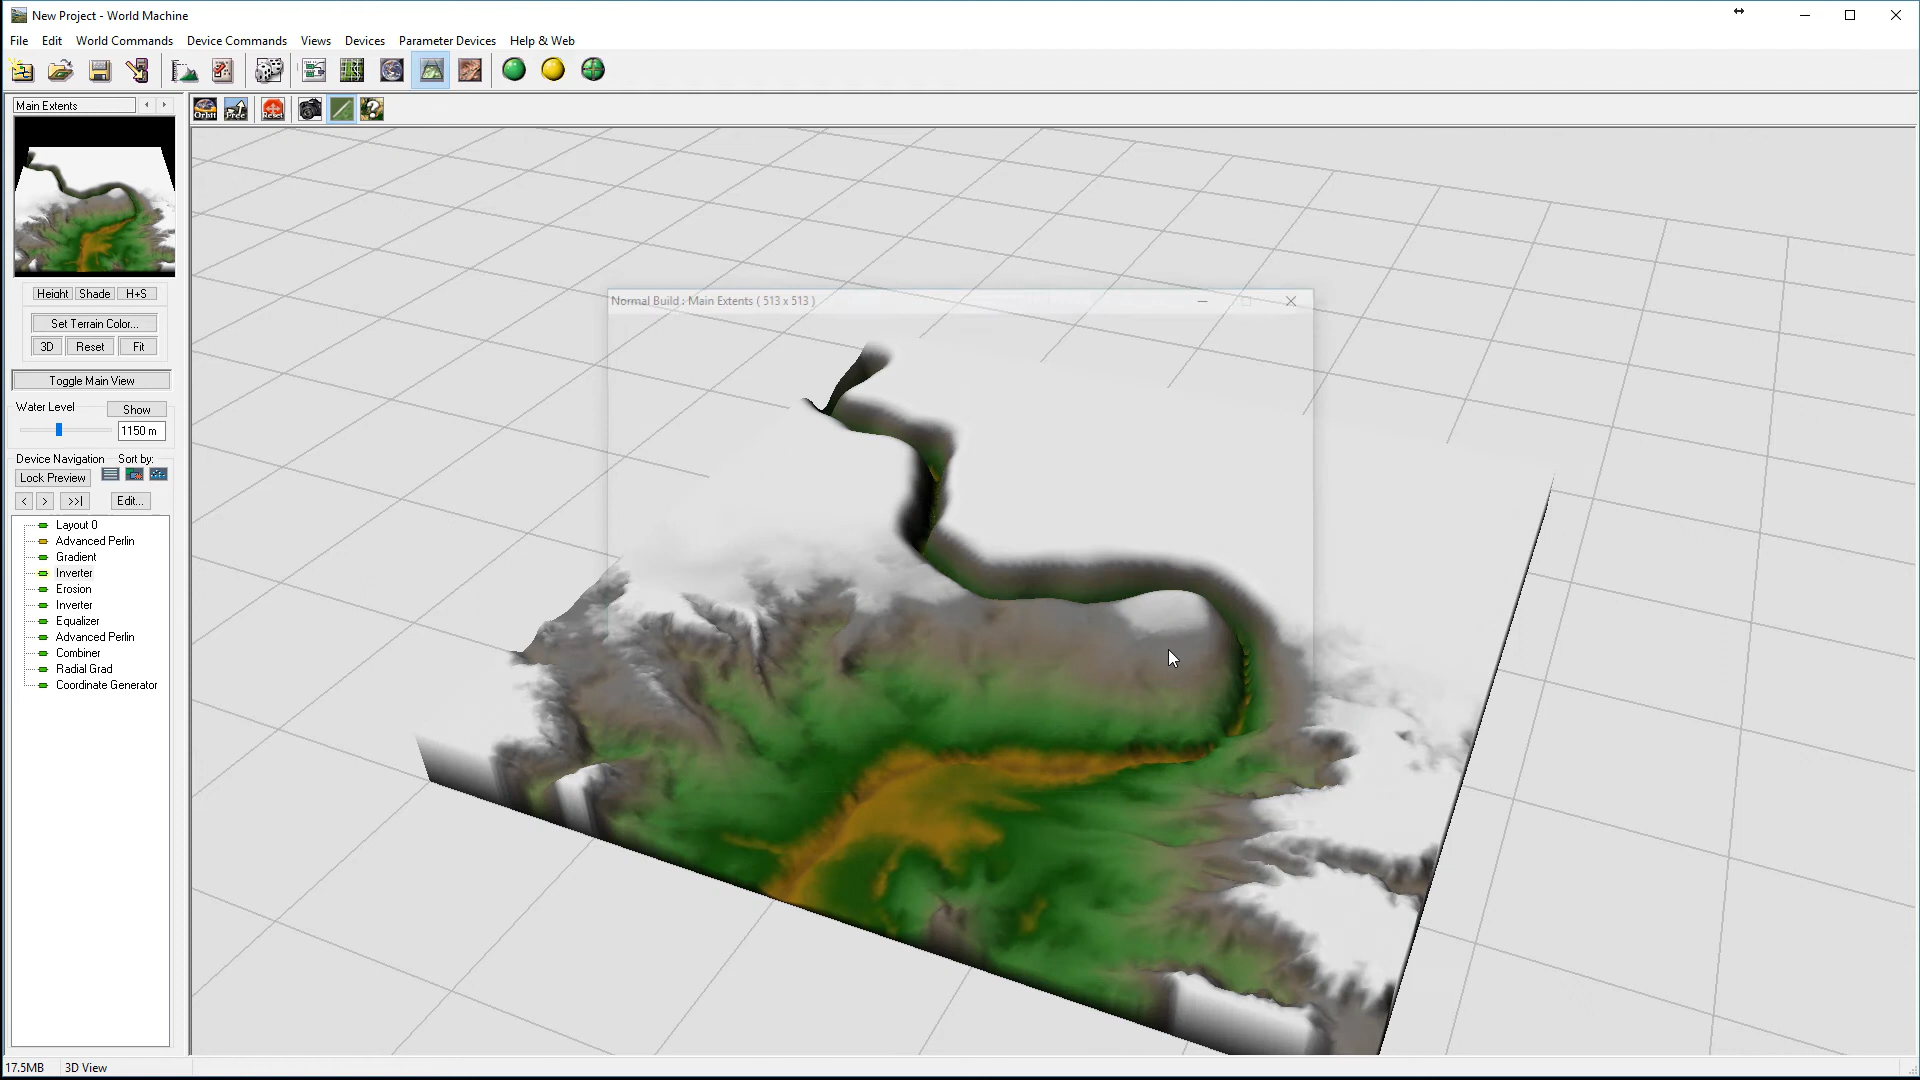 New Project - World Machine
File Edit World Commands Device Commands Views Devices Parameter Devices Help & Web
Main Extents
Orbit Free Reset
Normal Build : Main Extents ( 513 x 513 )
Height Shade H+S
Set Terrain Color...
3D Reset Fit
Toggle Main View
Water Level Show
1150 m
Device Navigation Sort by:
Lock Preview
< > >>| Edit...
Layout 0
Advanced Perlin
Gradient
Inverter
Erosion
Inverter
Equalizer
Advanced Perlin
Combiner
Radial Grad
Coordinate Generator
17.5MB 3D View